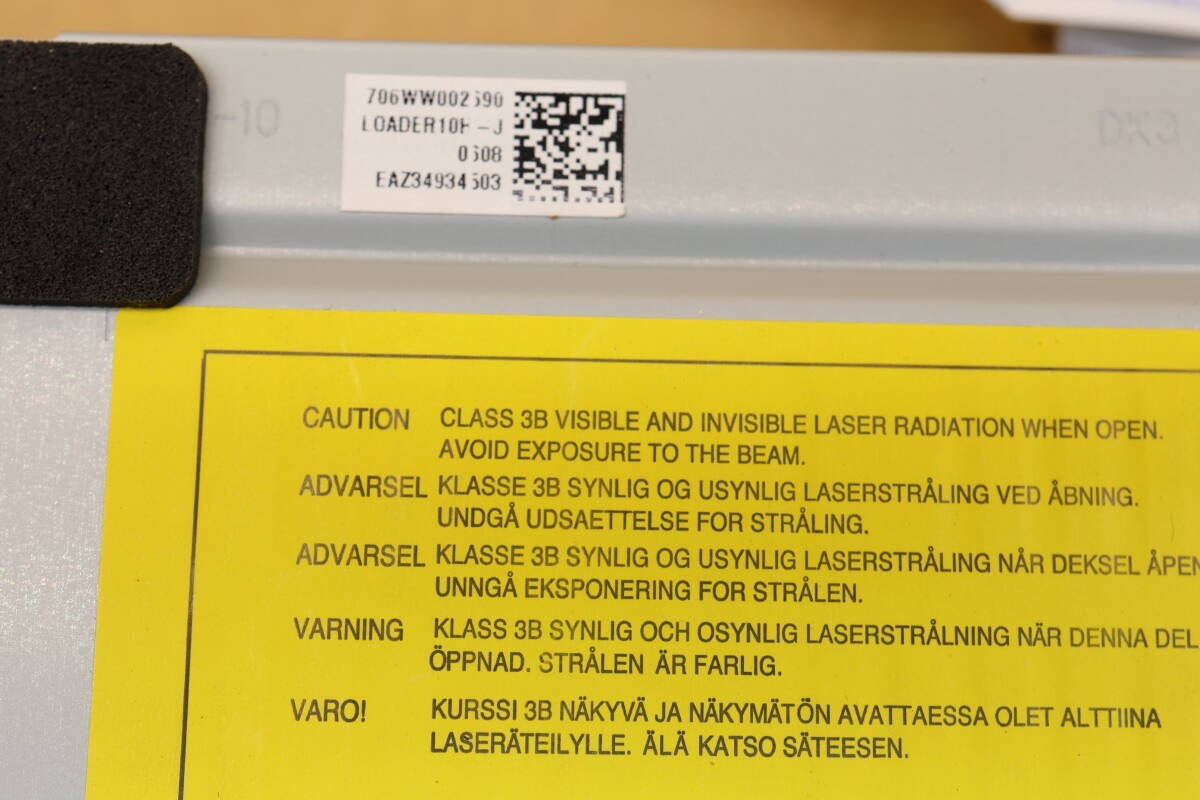 -10
706WW002590
LOADER10H-J
0508
EAZ34934503
CAUTION CLASS 3B VISIBLE AND INVISIBLE LASER RADIATION WHEN OPEN.
AVOID EXPOSURE TO THE BEAM.
ADVARSEL KLASSE 3B SYNLIG OG USYNLIG LASERSTRÅLING VED ÅBNING.
UNDGÅ UDSAETTELSE FOR STRÅLING.
ADVARSEL KLASSE 3B SYNLIG OG USYNLIG LASERSTRÅLING NÅR DEKSEL ÅPEN
UNNGÅ EKSPONERING FOR STRÅLEN.
VARNING KLASS 3B SYNLIG OCH OSYNLIG LASERSTRÅLNING NÄR DENNA DEL
ÖPPNAD. STRÅLEN ÄR FARLIG.
VARO! KURSSI 3B NÄKYVÄ JA NÄKYMÄTÖN AVATTAESSA OLET ALTTIINA
LASERÄTEILYLLE. ÄLÄ KATSO SÄTEESEN.